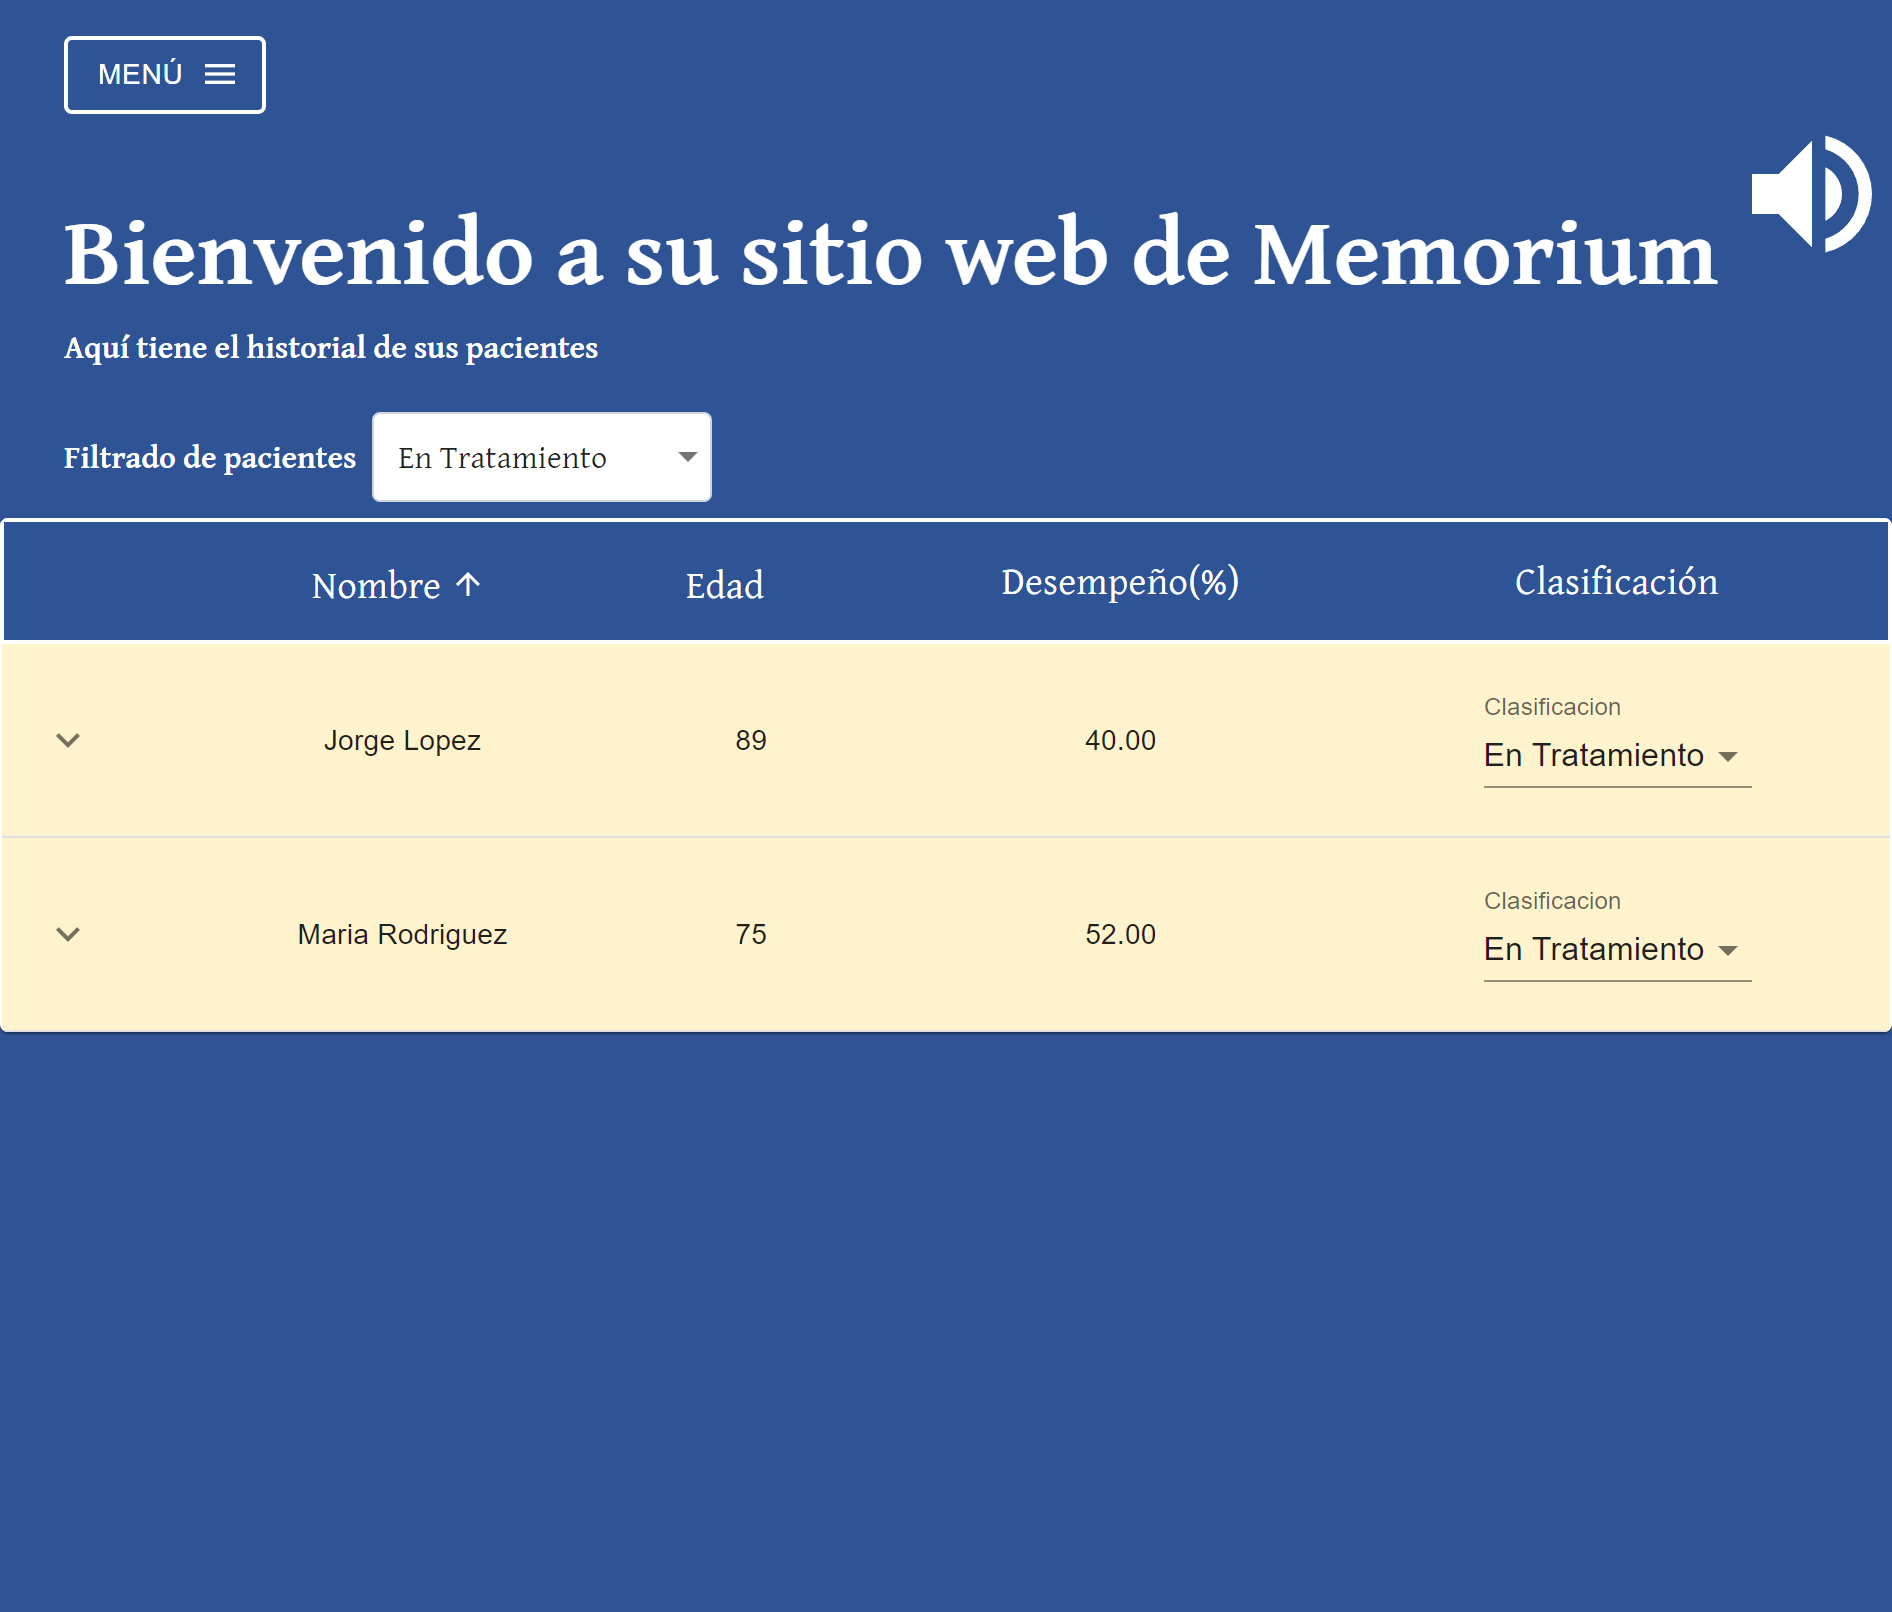 MENÚ
Bienvenido a su sitio web de Memorium
Aquí tiene el historial de sus pacientes
Filtrado de pacientes En Tratamiento
Nombre Edad Desempeño(%) Clasificación
Clasificacion
Jorge Lopez 89 40.00 En Tratamiento
Clasificacion
Maria Rodriguez 75 52.00 En Tratamiento